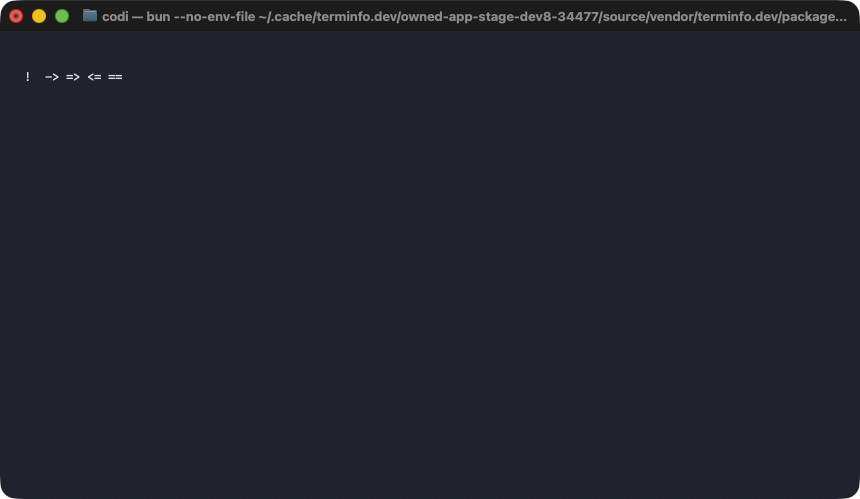 codi — bun --no-env-file ~/.cache/terminfo.dev/owned-app-stage-dev8-34477/source/vendor/terminfo.dev/package...
!  -> => <= ==